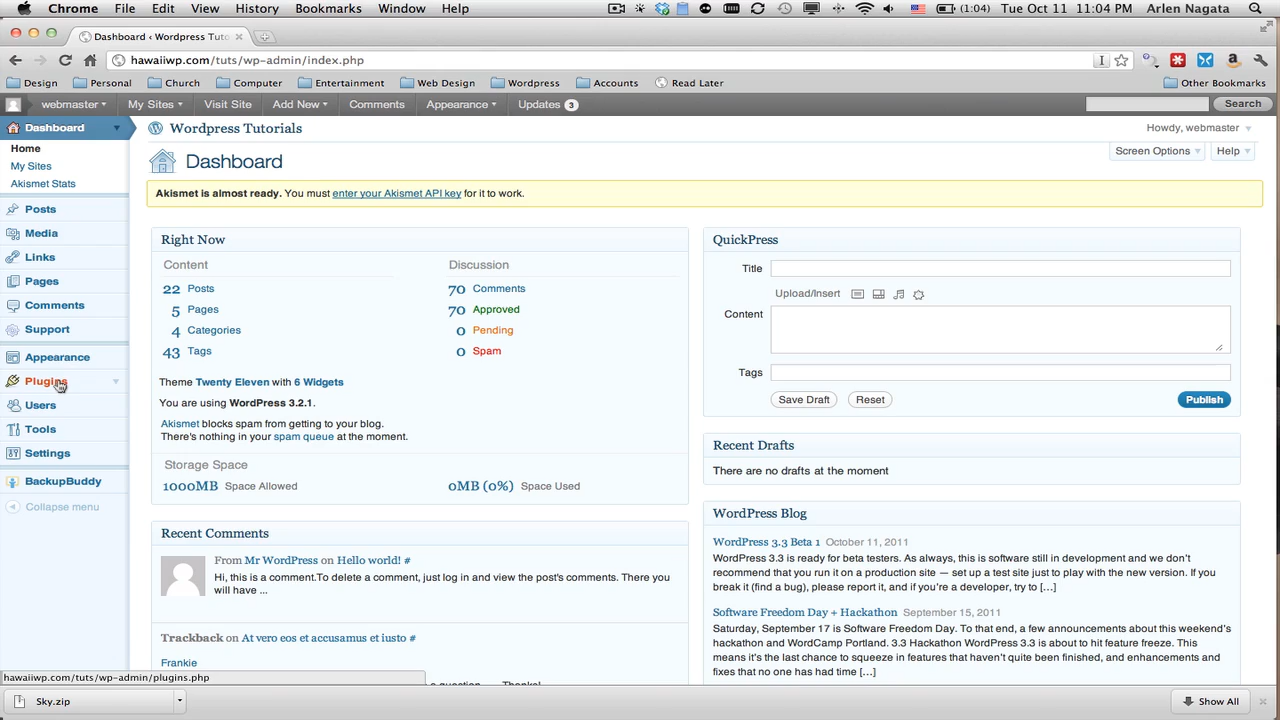 Chrome File Edit View History Bookmarks Window Help (1:04) Tue Oct 11 11:04 PM Arlen Nagata
Dashboard ‹ Wordpress Tuto
hawaiiwp.com/tuts/wp-admin/index.php
Design Personal Church Computer Entertainment Web Design Wordpress Accounts Read Later Other Bookmarks
webmaster My Sites Visit Site Add New Comments Appearance Updates 3 Search
Dashboard
Home
My Sites
Akismet Stats
Posts
Media
Links
Pages
Comments
Support
Appearance
Plugins
Users
Tools
Settings
BackupBuddy
Collapse menu
Wordpress Tutorials
Howdy, webmaster
Dashboard
Screen Options Help
Akismet is almost ready. You must enter your Akismet API key for it to work.
Right Now
Content Discussion
22 Posts 70 Comments
5 Pages 70 Approved
4 Categories 0 Pending
43 Tags 0 Spam
Theme Twenty Eleven with 6 Widgets
You are using WordPress 3.2.1.
Akismet blocks spam from getting to your blog.
There's nothing in your spam queue at the moment.
Storage Space
1000MB Space Allowed 0MB (0%) Space Used
Recent Comments
From Mr WordPress on Hello world! #
Hi, this is a comment.To delete a comment, just log in and view the post's comments. There you
will have ...
Trackback on At vero eos et accusamus et iusto #
Frankie
QuickPress
Title
Upload/Insert
Content
Tags
Save Draft Reset Publish
Recent Drafts
There are no drafts at the moment
WordPress Blog
WordPress 3.3 Beta 1 October 11, 2011
WordPress 3.3 is ready for beta testers. As always, this is software still in development and we don't
recommend that you run it on a production site — set up a test site just to play with the new version. If you
break it (find a bug), please report it, and if you're a developer, try to [...]
Software Freedom Day + Hackathon September 15, 2011
Saturday, September 17 is Software Freedom Day. To that end, a few announcements about this weekend's
hackathon and WordCamp Portland. 3.3 Hackathon WordPress 3.3 is about to hit feature freeze. This
means it's the last chance to squeeze in features that haven't quite been finished, and enhancements and
fixes that no one has had time [...]
hawaiiwp.com/tuts/wp-admin/plugins.php
Sky.zip
Show All